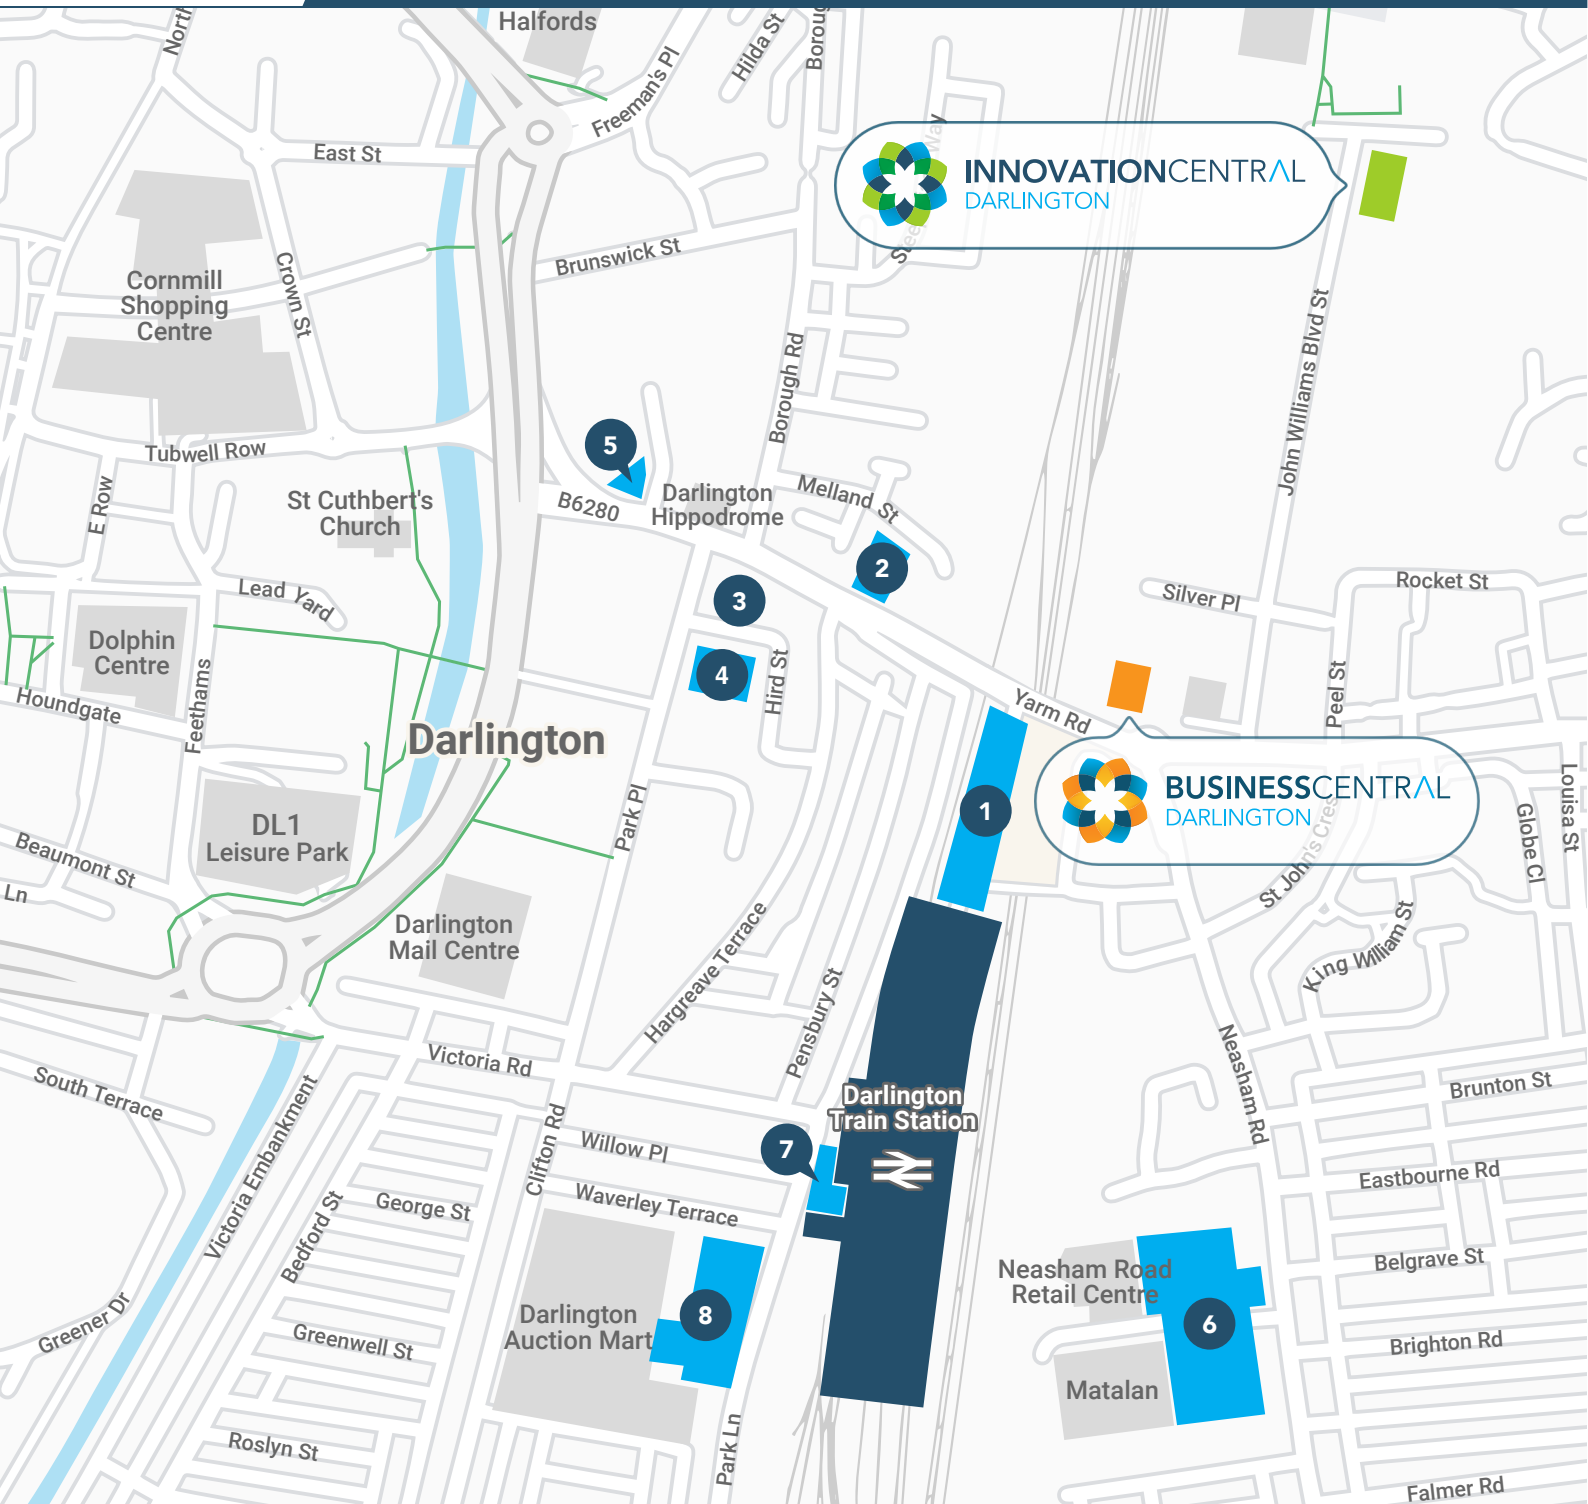 Halfords
North
Freeman's Pl
Hilda St
Boroug
East St
Way
INNOVATIONCENTRAL
DARLINGTON
Brunswick St
Crown St
Cornmill
Shopping
Centre
John Williams Blvd St
Borough Rd
Tubwell Row
5
E Row
St Cuthbert's
Church
B6280
Darlington
Hippodrome
Melland St
2
3
Lead Yard
Silver Pl
Rocket St
Dolphin
Centre
4
Hird St
Peel St
Houndgate
Feethams
Darlington
Yarm Rd
BUSINESSCENTRAL
DARLINGTON
1
Park Pl
DL1
Leisure Park
Beaumont St
Ln
Louisa St
Globe Cl
St John's Cres
Darlington
Mail Centre
Hargreave Terrace
King William St
Pensbury St
Neasham Rd
Victoria Rd
South Terrace
Victoria Embankment
Darlington
Train Station
Brunton St
Clifton Rd
Willow Pl
7
Eastbourne Rd
Waverley Terrace
George St
Bedford St
Belgrave St
Neasham Road
Retail Centre
6
Greener Dr
Greenwell St
Darlington
Auction Mart
8
Brighton Rd
Matalan
Roslyn St
Park Ln
Falmer Rd